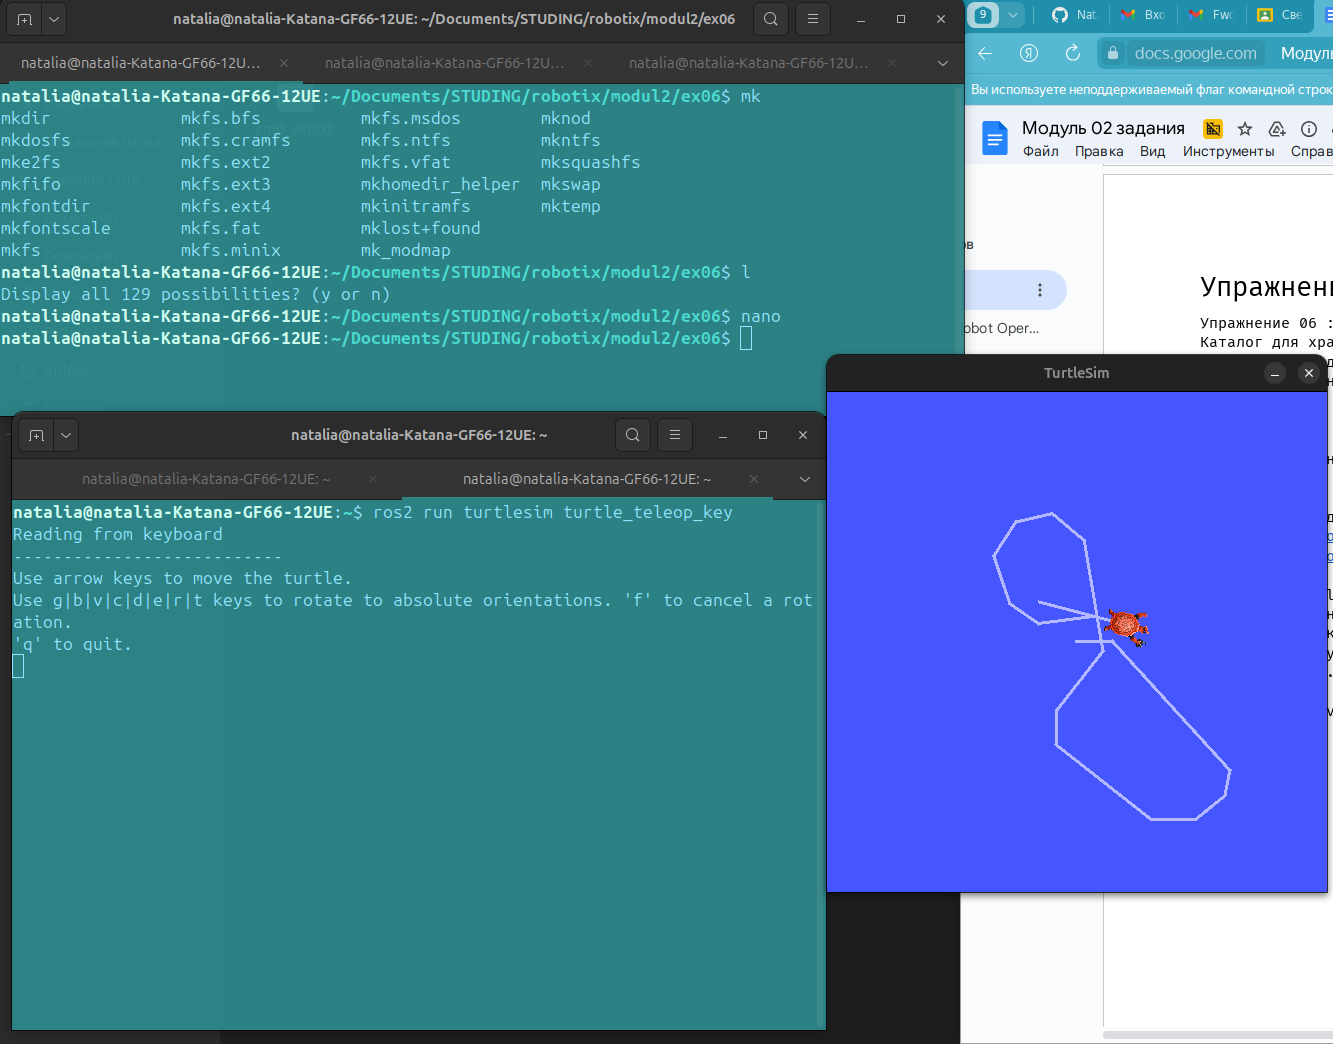 natalia@natalia-Katana-GF66-12UE: ~/Documents/STUDING/robotix/modul2/ex06
natalia@natalia-Katana-GF66-12U...
natalia@natalia-Katana-GF66-12U...
natalia@natalia-Katana-GF66-12U...
natalia@natalia-Katana-GF66-12UE:~/Documents/STUDING/robotix/modul2/ex06$ mk
mkdir mkfs.bfs mkfs.msdos mknod
mkdosfs mkfs.cramfs mkfs.ntfs mkntfs
mke2fs mkfs.ext2 mkfs.vfat mksquashfs
mkfifo mkfs.ext3 mkhomedir_helper mkswap
mkfontdir mkfs.ext4 mkinitramfs mktemp
mkfontscale mkfs.fat mklost+found
mkfs mkfs.minix mk_modmap
natalia@natalia-Katana-GF66-12UE:~/Documents/STUDING/robotix/modul2/ex06$ l
Display all 129 possibilities? (y or n)
natalia@natalia-Katana-GF66-12UE:~/Documents/STUDING/robotix/modul2/ex06$ nano
natalia@natalia-Katana-GF66-12UE:~/Documents/STUDING/robotix/modul2/ex06$
Videos
natalia@natalia-Katana-GF66-12UE: ~
natalia@natalia-Katana-GF66-12UE: ~
natalia@natalia-Katana-GF66-12UE: ~
natalia@natalia-Katana-GF66-12UE:~$ ros2 run turtlesim turtle_teleop_key
Reading from keyboard
---------------------------
Use arrow keys to move the turtle.
Use g|b|v|c|d|e|r|t keys to rotate to absolute orientations. 'f' to cancel a rot
ation.
'q' to quit.
TurtleSim
9 Nat Вхо Fwd Све
docs.google.com Модуль
Вы используете неподдерживаемый флаг командной строк
Модуль 02 задания
Файл Правка Вид Инструменты Справ
ов
obot Oper...
Упражнени
Упражнение 06 :
Каталог для хра